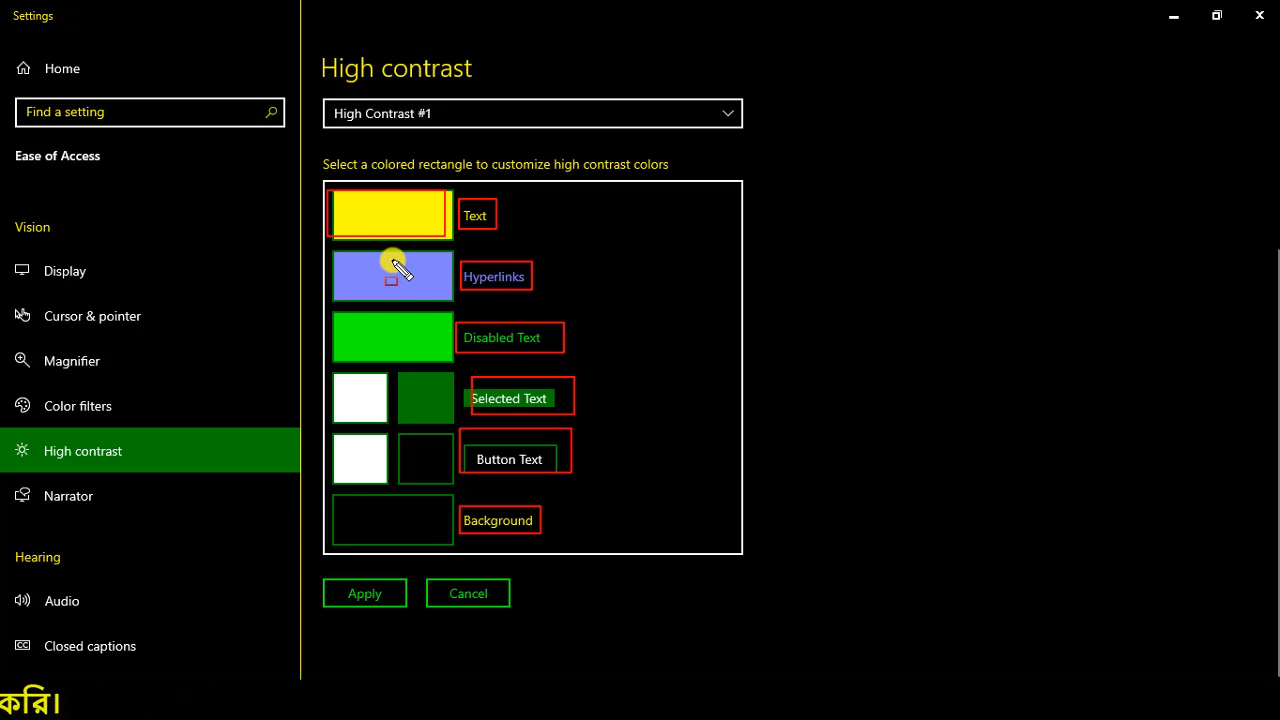 Settings
Home
Find a setting
Ease of Access
Vision
Display
Cursor & pointer
Magnifier
Color filters
High contrast
Narrator
Hearing
Audio
Closed captions
High contrast
High Contrast #1
Select a colored rectangle to customize high contrast colors
Text
Hyperlinks
Disabled Text
Selected Text
Button Text
Background
Apply
Cancel
করি।